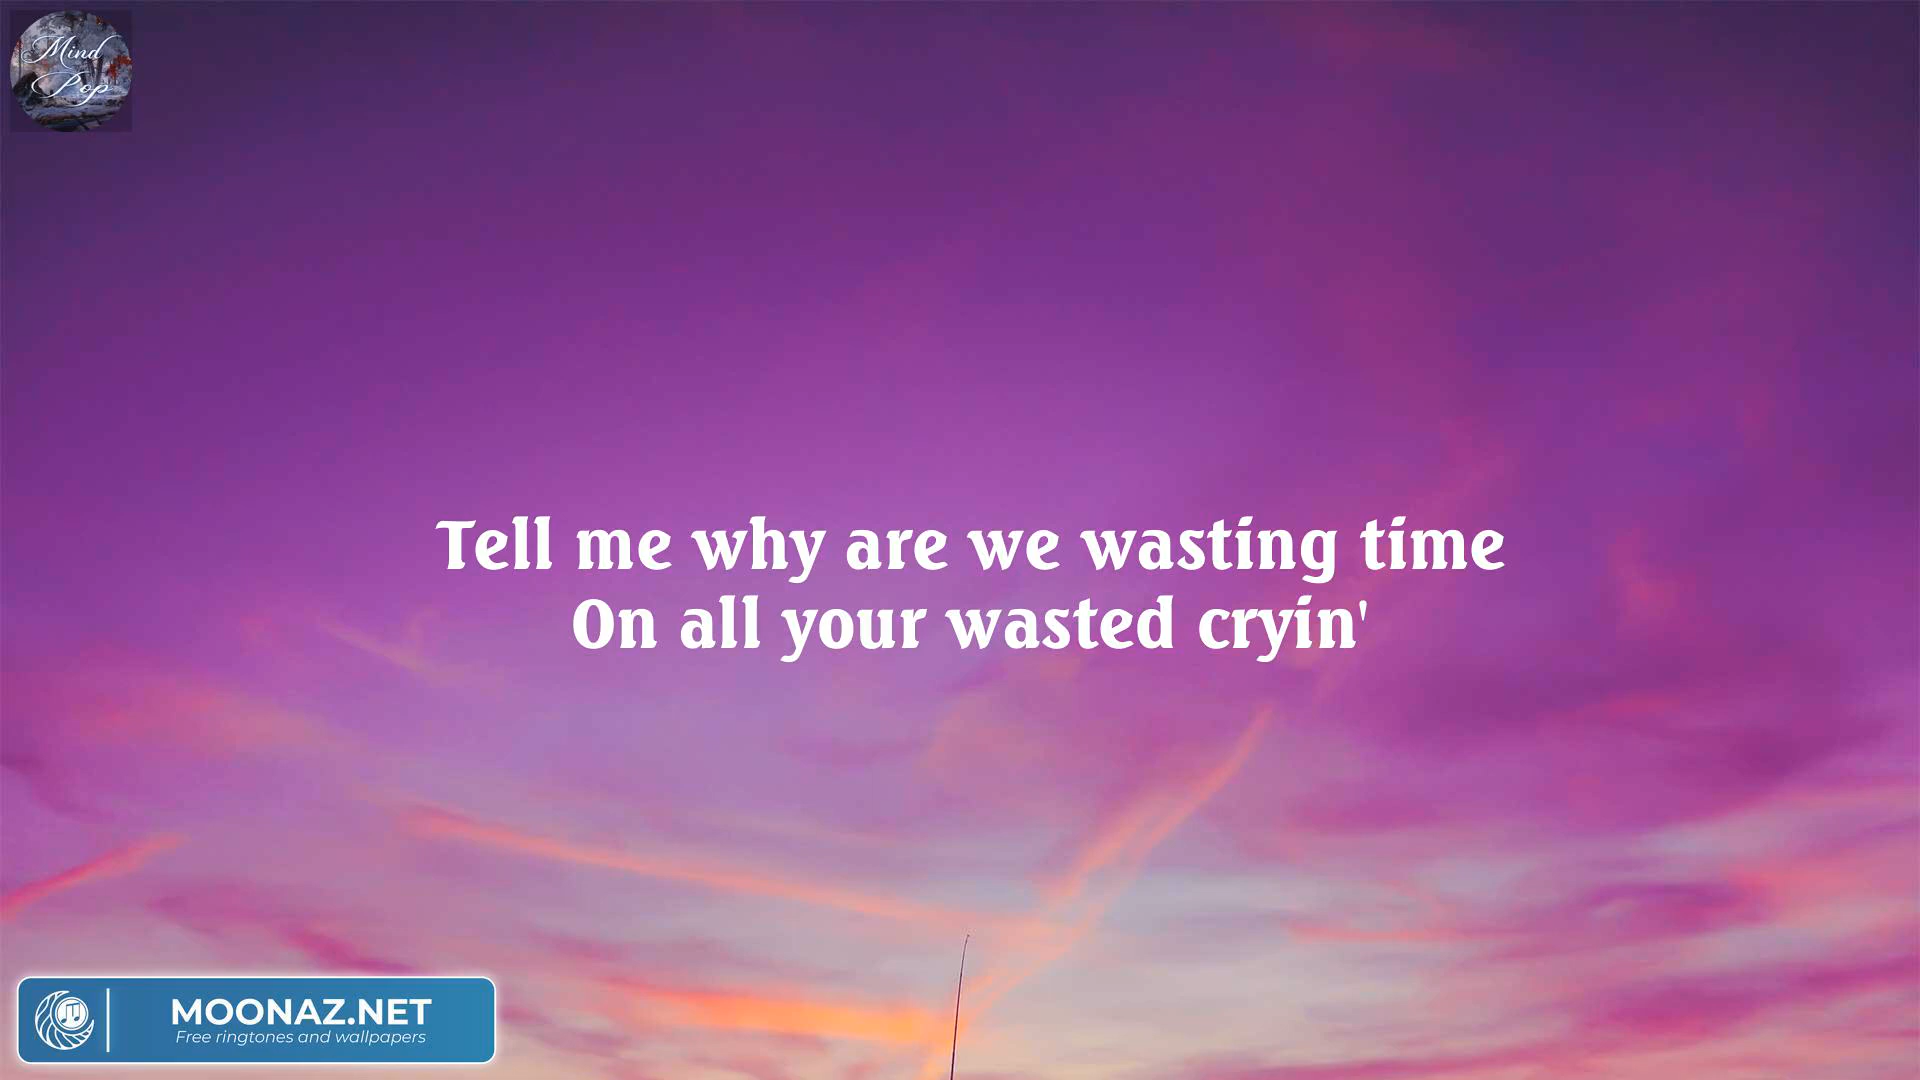 Mind
Pop
Tell me why are we wasting time
On all your wasted cryin'
MOONAZ.NET
Free ringtones and wallpapers